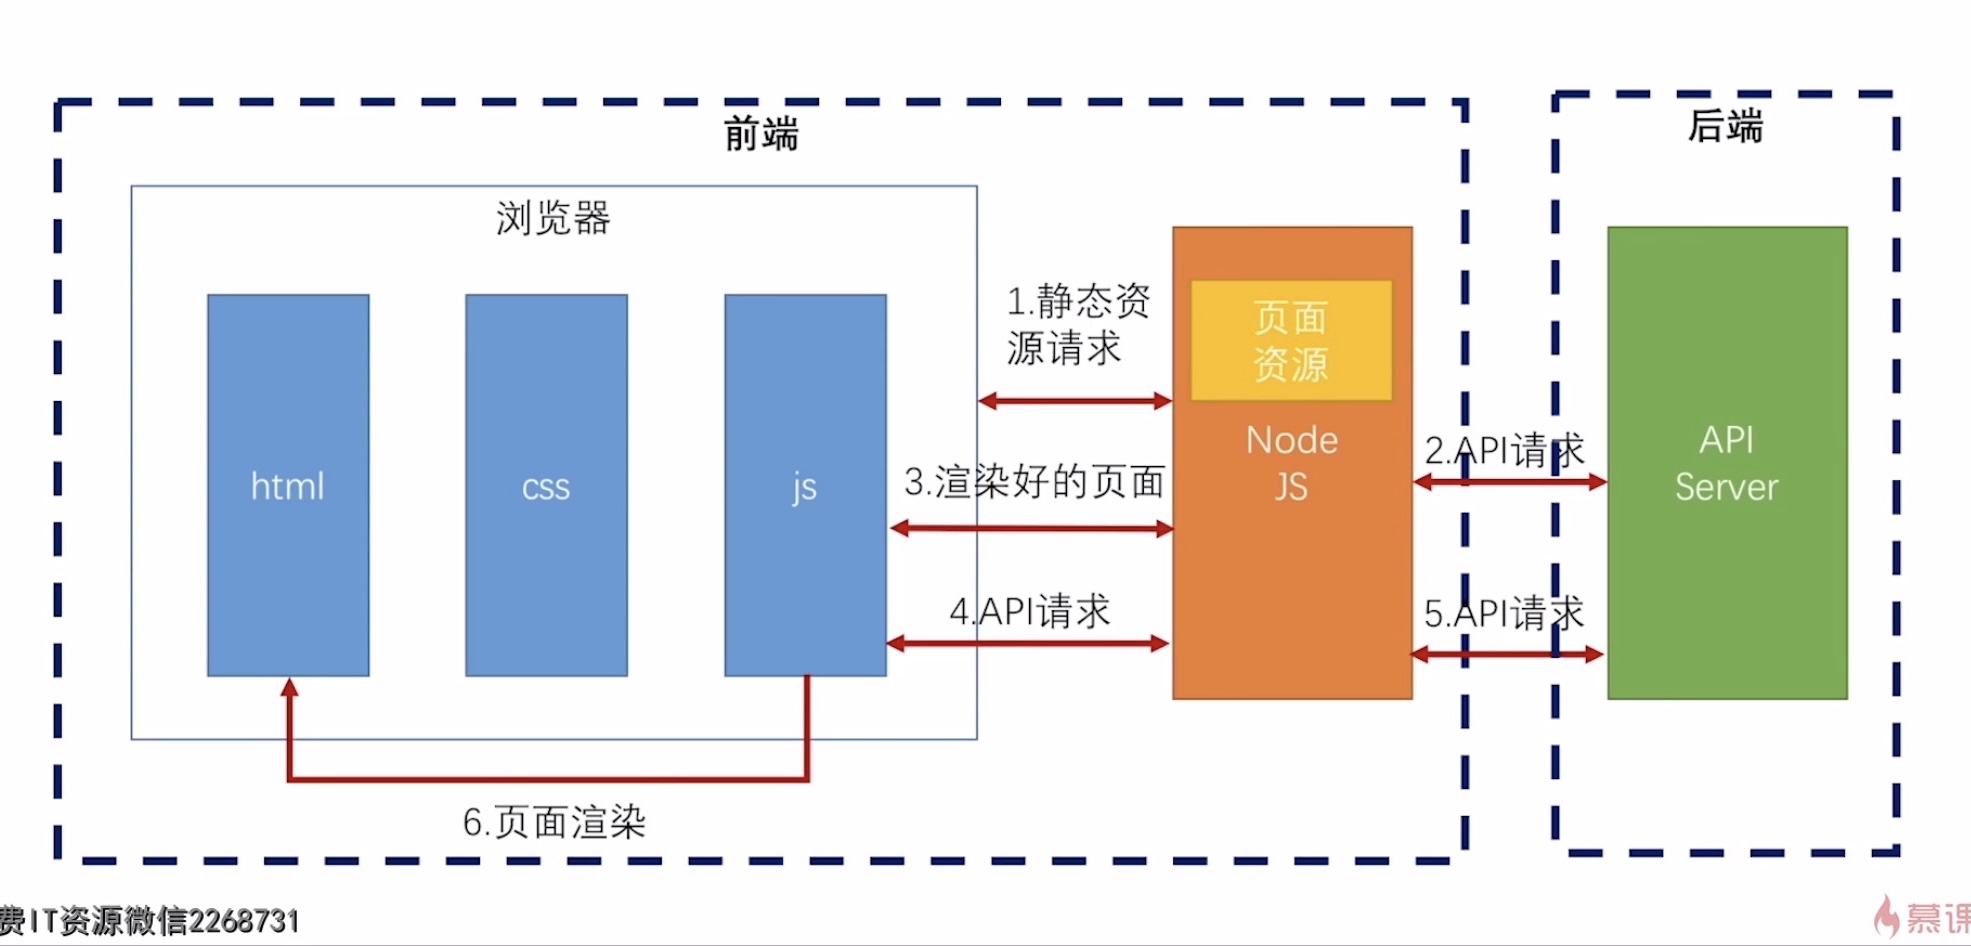 前端
后端
浏览器
html
css
js
1.静态资
源请求
页面
资源
Node
JS
2.API请求
API
Server
3.渲染好的页面
4.API请求
5.API请求
6.页面渲染
费IT资源微信2268731
慕课